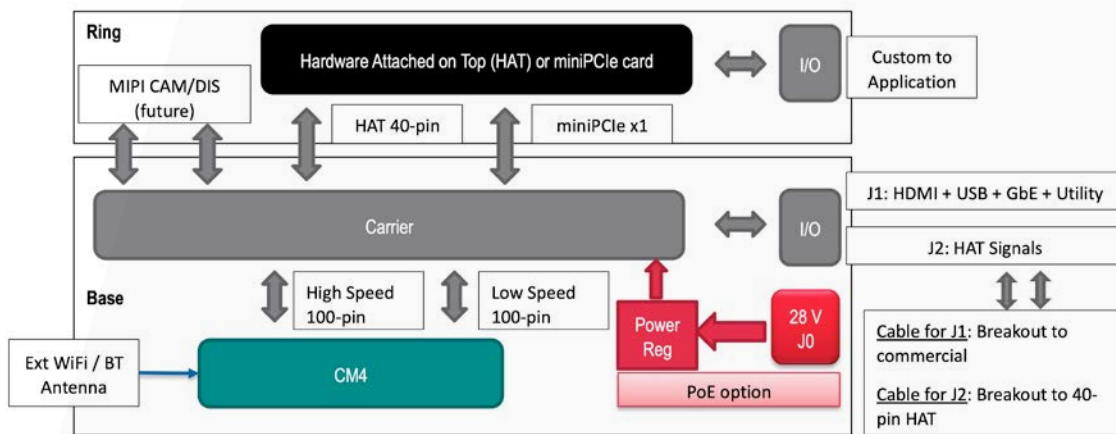 Ring
Hardware Attached on Top (HAT) or miniPCIe card
I/O
Custom to
Application
MIPI CAM/DIS
(future)
HAT 40-pin
miniPCIe x1
Carrier
I/O
J1: HDMI + USB + GbE + Utility
J2: HAT Signals
Base
High Speed
100-pin
Low Speed
100-pin
Power
Reg
28 V
J0
Cable for J1: Breakout to
commercial
Cable for J2: Breakout to 40-
pin HAT
Ext WiFi / BT
Antenna
CM4
PoE option